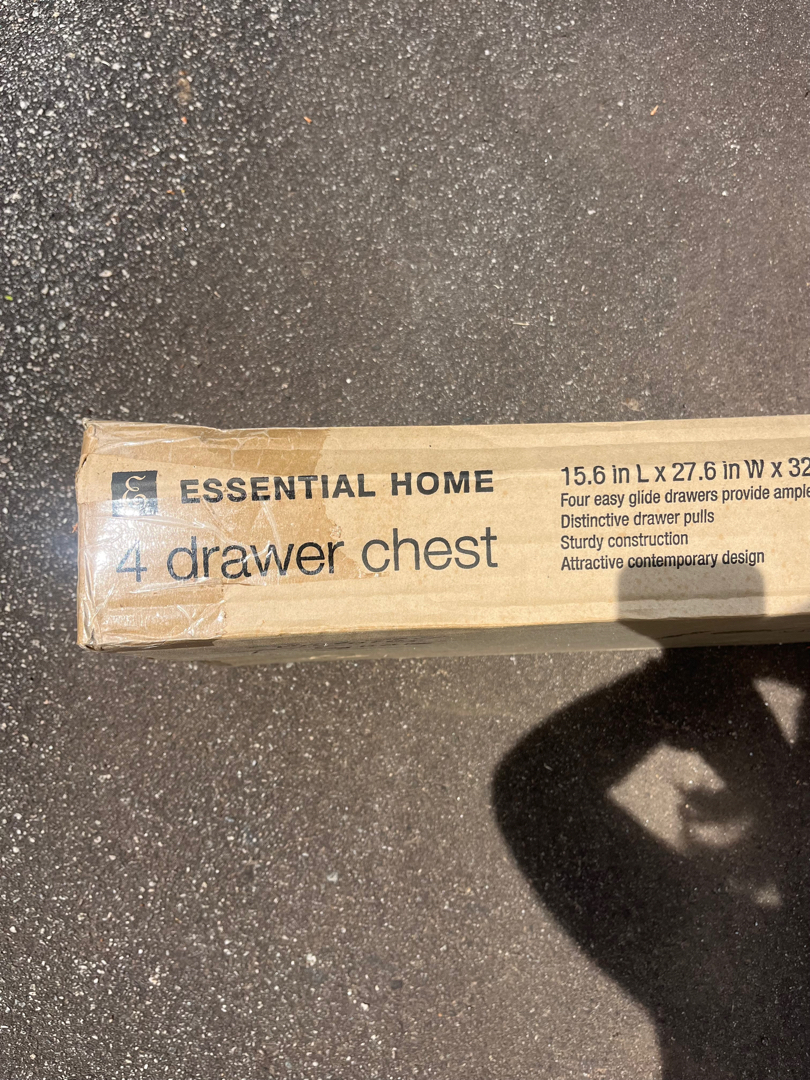 ESSENTIAL HOME
4 drawer chest
15.6 in L x 27.6 in W x 32
Four easy glide drawers provide ample
Distinctive drawer pulls
Sturdy construction
Attractive contemporary design